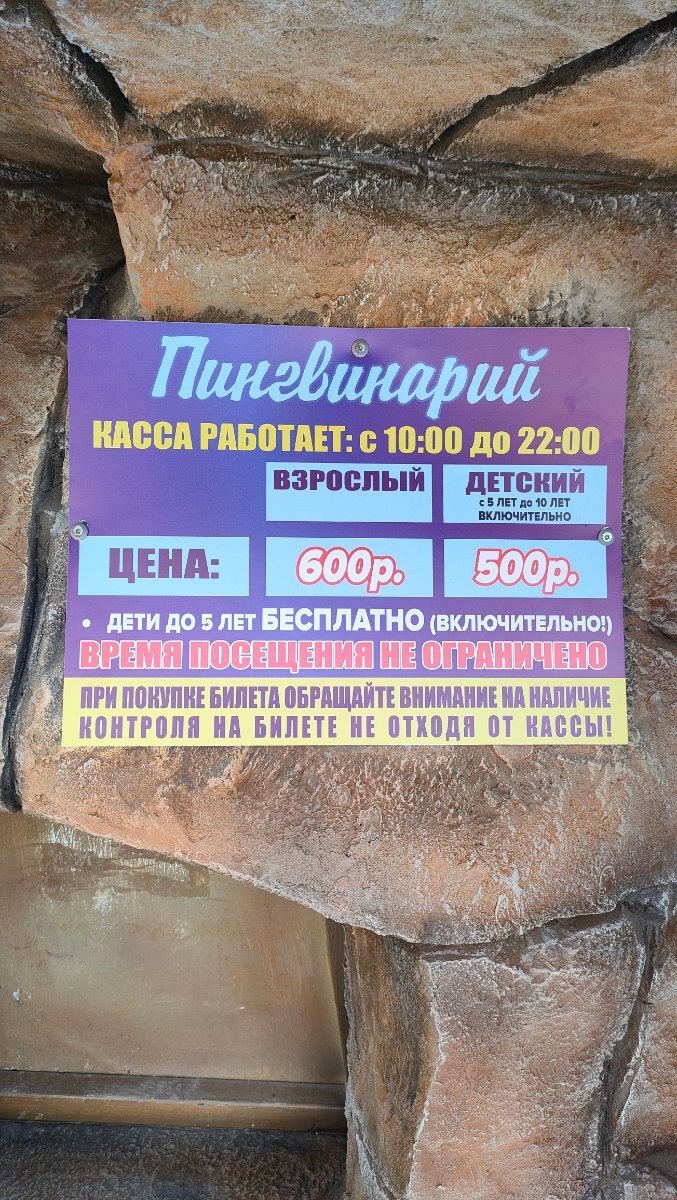 Пингвинарий
КАССА РАБОТАЕТ: с 10:00 до 22:00
ВЗРОСЛЫЙ
ДЕТСКИЙ
с 5 ЛЕТ до 10 ЛЕТ
ВКЛЮЧИТЕЛЬНО
ЦЕНА:
600р.
500р.
• ДЕТИ ДО 5 ЛЕТ БЕСПЛАТНО (ВКЛЮЧИТЕЛЬНО!)
ВРЕМЯ ПОСЕЩЕНИЯ НЕ ОГРАНИЧЕНО
ПРИ ПОКУПКЕ БИЛЕТА ОБРАЩАЙТЕ ВНИМАНИЕ НА НАЛИЧИЕ
КОНТРОЛЯ НА БИЛЕТЕ НЕ ОТХОДЯ ОТ КАССЫ!